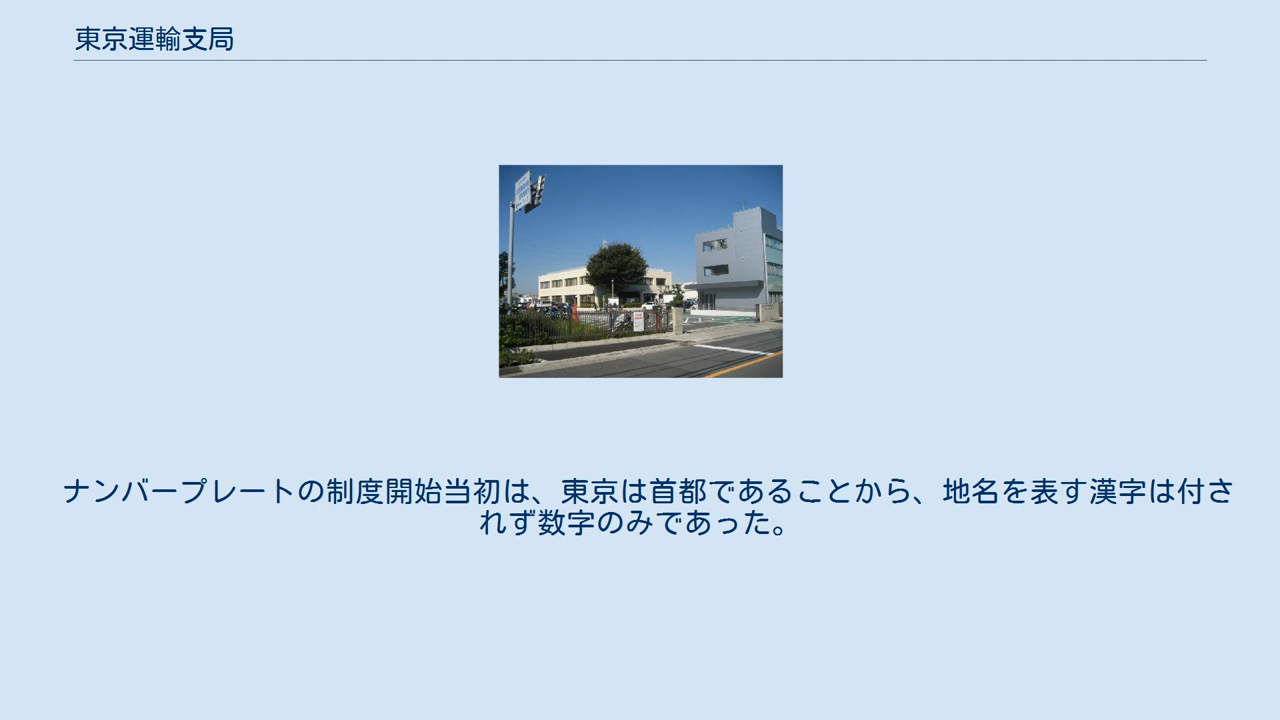 東京運輸支局
ナンバープレートの制度開始当初は、東京は首都であることから、地名を表す漢字は付さ
れず数字のみであった。